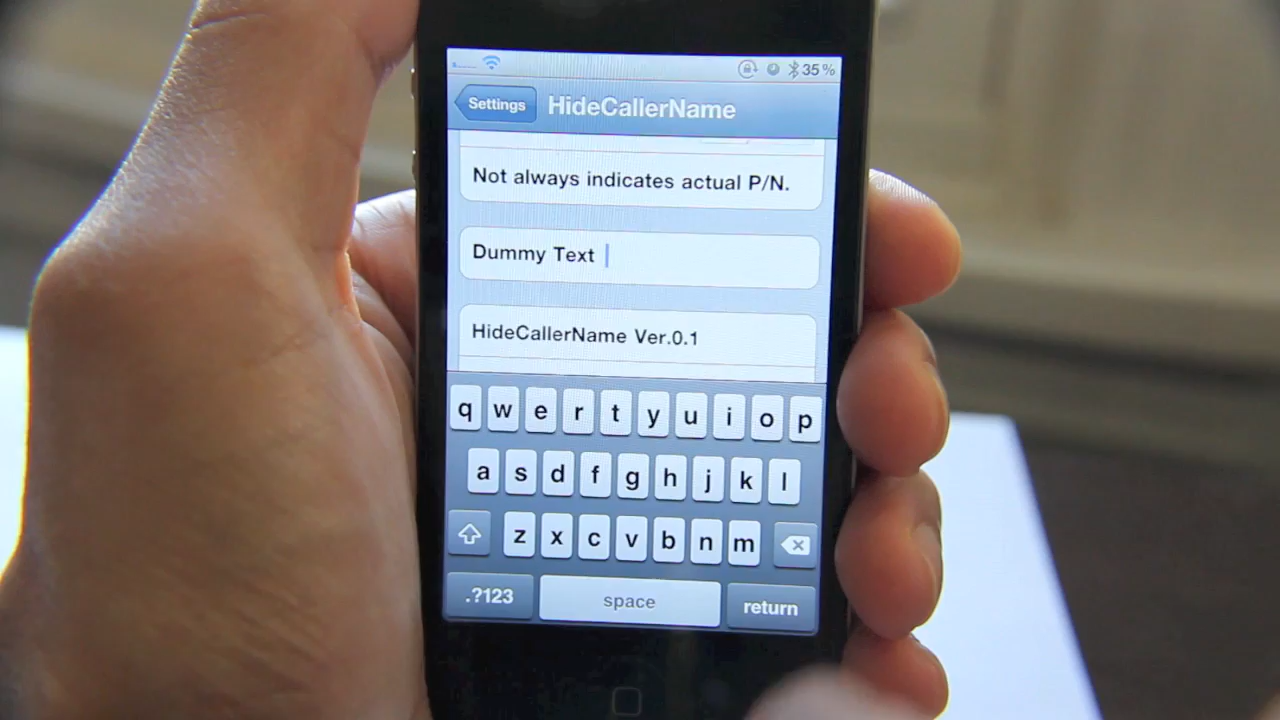 35%
Settings HideCallerName
Not always indicates actual P/N.
Dummy Text
HideCallerName Ver.0.1
q w e r t y u i o p
a s d f g h j k l
z x c v b n m
.?123 space return